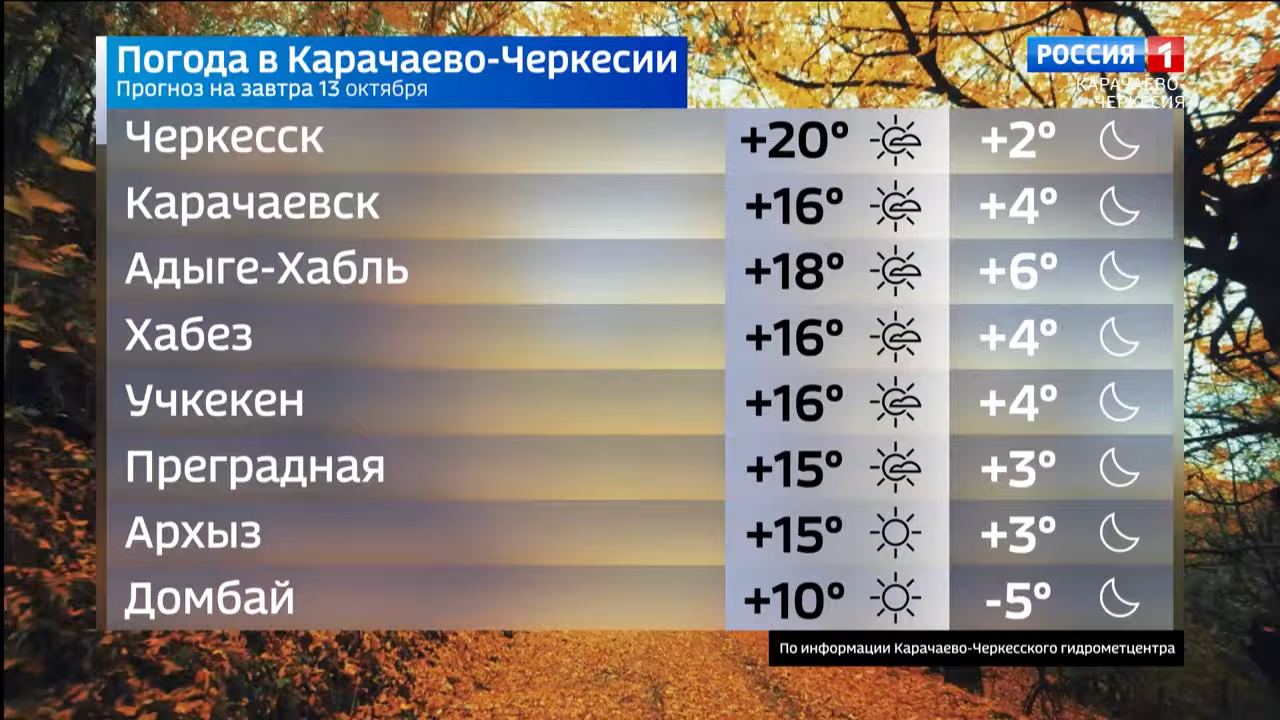 Погода в Карачаево-Черкесии
Прогноз на завтра 13 октября
РОССИЯ 1
КАРАЧАЕВО-
ЧЕРКЕССИЯ
Черкесск +20° +2°
Карачаевск +16° +4°
Адыге-Хабль +18° +6°
Хабез +16° +4°
Учкекен +16° +4°
Преградная +15° +3°
Архыз +15° +3°
Домбай +10° -5°
По информации Карачаево-Черкесского гидрометцентра